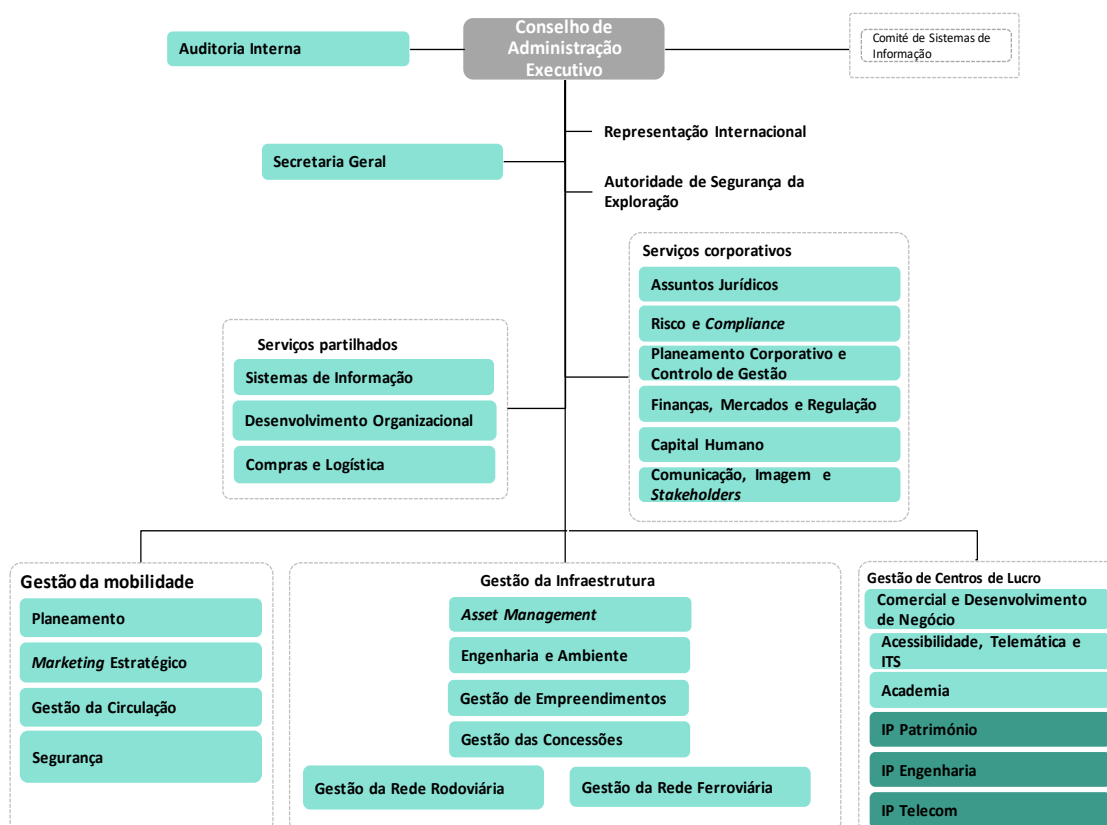 Conselho de
Administração
Executivo
Auditoria Interna
Comité de Sistemas de
Informação
Representação Internacional
Secretaria Geral
Autoridade de Segurança da
Exploração
Serviços corporativos
Assuntos Jurídicos
Risco e Compliance
Planeamento Corporativo e
Controlo de Gestão
Finanças, Mercados e Regulação
Capital Humano
Comunicação, Imagem e
Stakeholders
Serviços partilhados
Sistemas de Informação
Desenvolvimento Organizacional
Compras e Logística
Gestão da mobilidade
Planeamento
Marketing Estratégico
Gestão da Circulação
Segurança
Gestão da Infraestrutura
Asset Management
Engenharia e Ambiente
Gestão de Empreendimentos
Gestão das Concessões
Gestão da Rede Rodoviária
Gestão da Rede Ferroviária
Gestão de Centros de Lucro
Comercial e Desenvolvimento
de Negócio
Acessibilidade, Telemática e
ITS
Academia
IP Património
IP Engenharia
IP Telecom